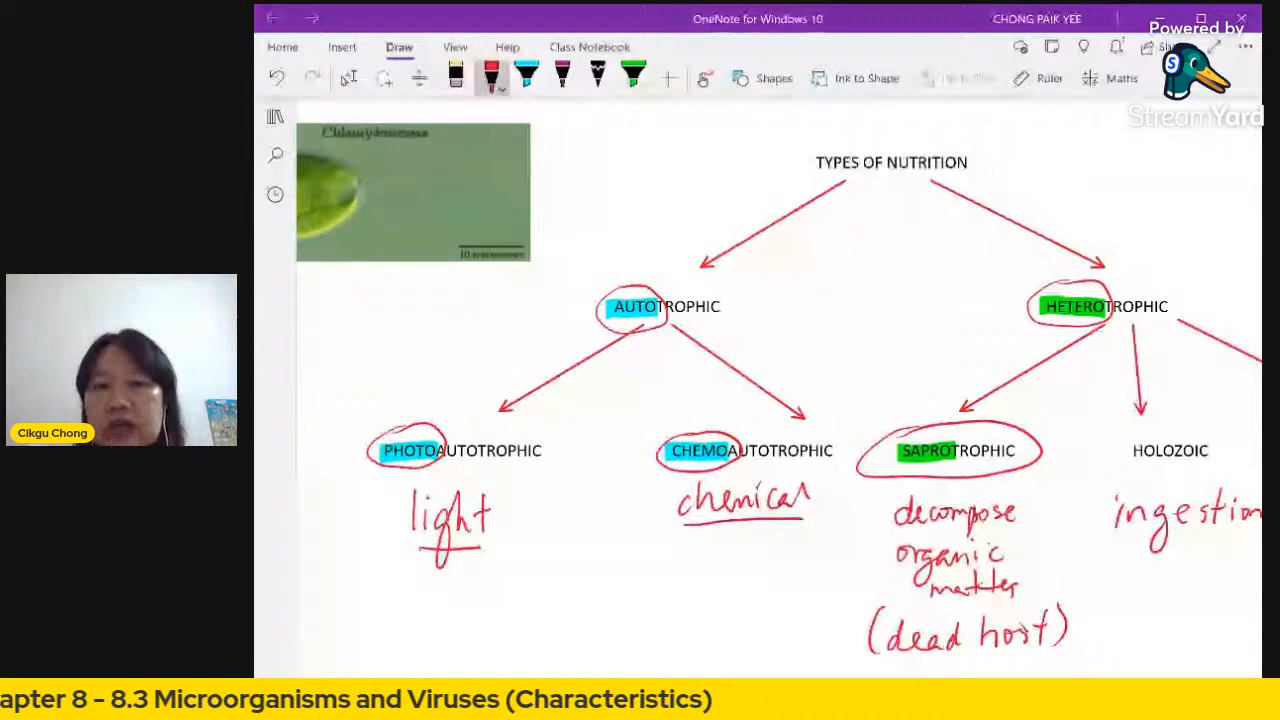 OneNote for Windows 10
CHONG PAIK YEE
Powered by
StreamYard
Home Insert Draw View Help Class Notebook
Shapes Ink to Shape Ruler Maths
Chlamydomonas
TYPES OF NUTRITION
AUTOTROPHIC HETEROTROPHIC
PHOTOAUTOTROPHIC CHEMOAUTOTROPHIC SAPROTROPHIC HOLOZOIC
light chemical decompose ingestion
organic
matter
(dead host)
Cikgu Chong
apter 8 - 8.3 Microorganisms and Viruses (Characteristics)